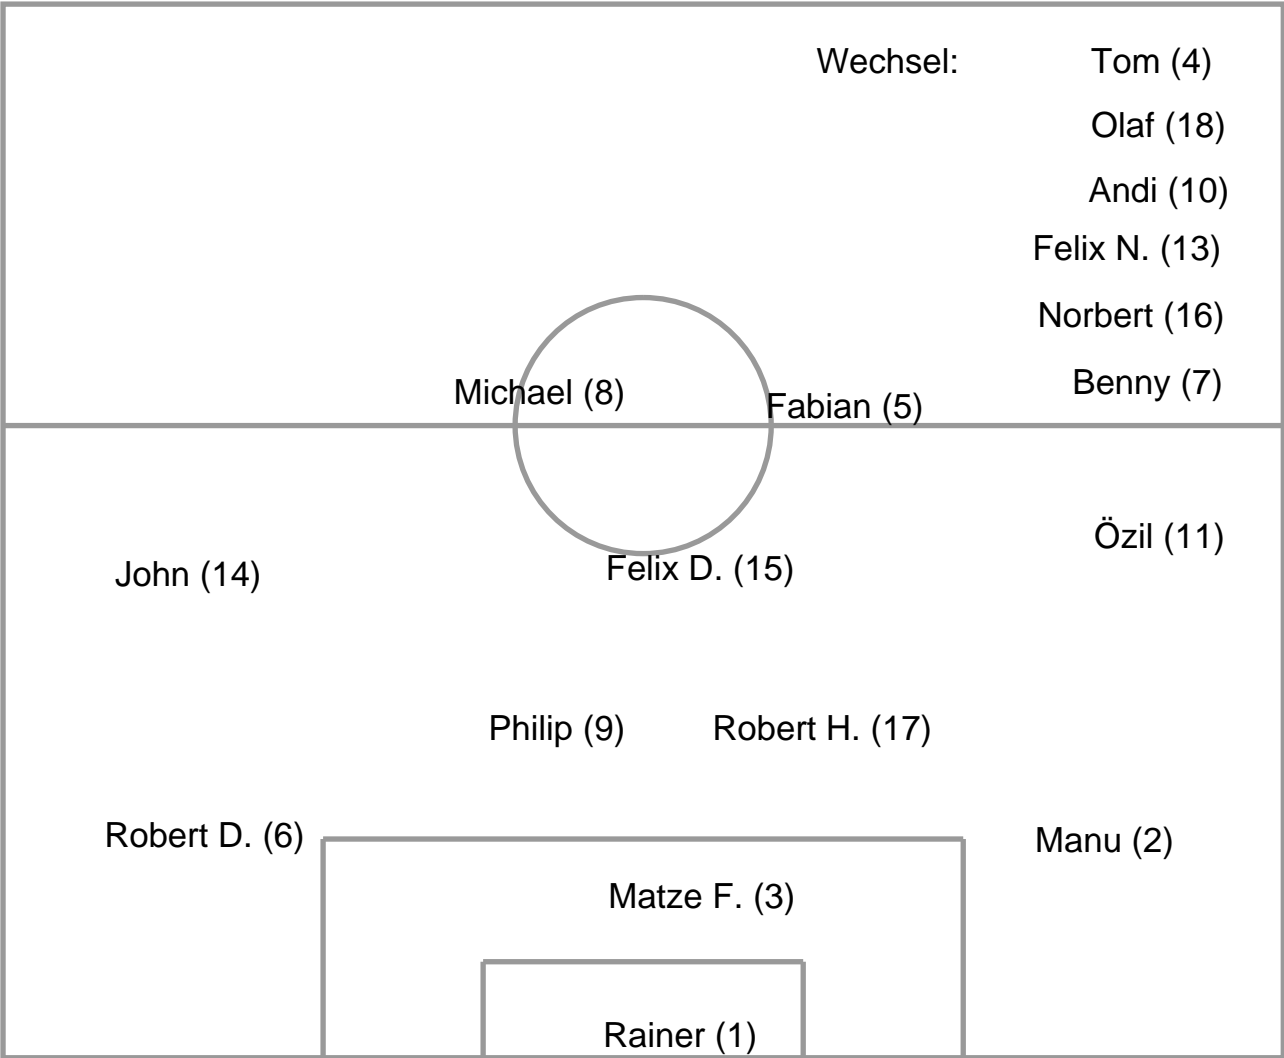 Wechsel: Tom (4)
Olaf (18)
Andi (10)
Felix N. (13)
Norbert (16)
Benny (7)
Michael (8)
Fabian (5)
Özil (11)
John (14)
Felix D. (15)
Philip (9)
Robert H. (17)
Robert D. (6)
Manu (2)
Matze F. (3)
Rainer (1)